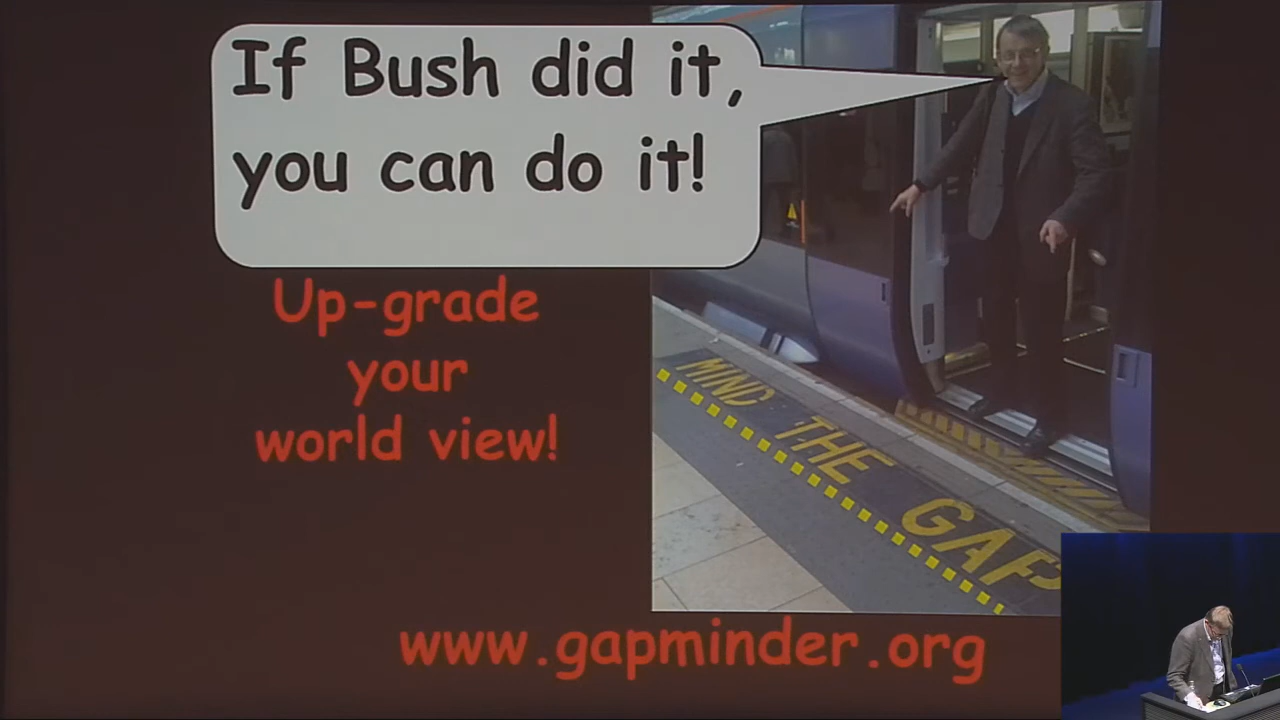 If Bush did it,
you can do it!
Up-grade
your
world view!
MIND THE GAP
www.gapminder.org